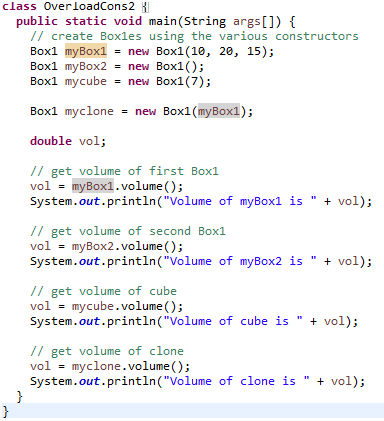 class OverloadCons2 {
  public static void main(String args[]) {
    // create Box1es using the various constructors
    Box1 myBox1 = new Box1(10, 20, 15);
    Box1 myBox2 = new Box1();
    Box1 mycube = new Box1(7);

    Box1 myclone = new Box1(myBox1);

    double vol;

    // get volume of first Box1
    vol = myBox1.volume();
    System.out.println("Volume of myBox1 is " + vol);

    // get volume of second Box1
    vol = myBox2.volume();
    System.out.println("Volume of myBox2 is " + vol);

    // get volume of cube
    vol = mycube.volume();
    System.out.println("Volume of cube is " + vol);

    // get volume of clone
    vol = myclone.volume();
    System.out.println("Volume of clone is " + vol);
  }
}